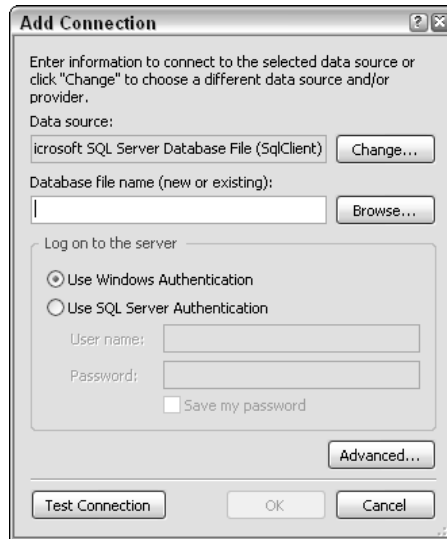 Add Connection
Enter information to connect to the selected data source or
click "Change" to choose a different data source and/or
provider.
Data source:
icrosoft SQL Server Database File (SqlClient)
Change...
Database file name (new or existing):
Browse...
Log on to the server
Use Windows Authentication
Use SQL Server Authentication
User name:
Password:
Save my password
Advanced...
Test Connection
OK
Cancel